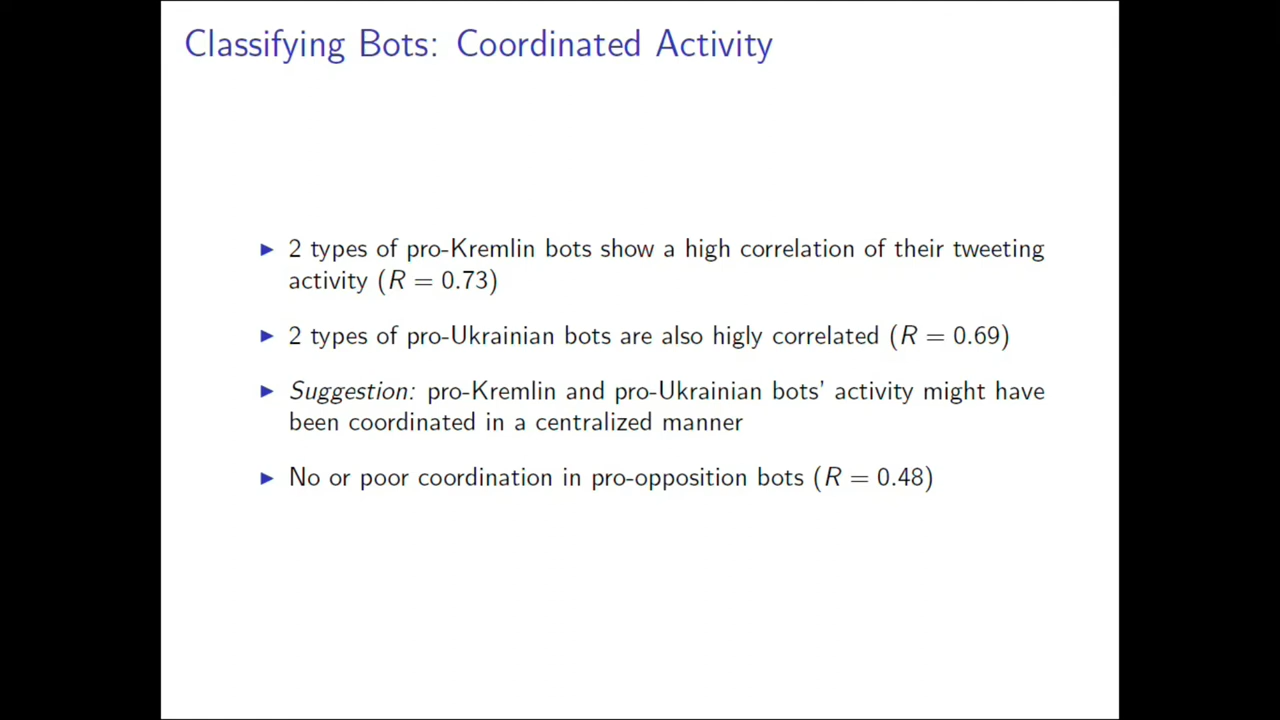 Classifying Bots: Coordinated Activity
▶ 2 types of pro-Kremlin bots show a high correlation of their tweeting
activity (R = 0.73)
▶ 2 types of pro-Ukrainian bots are also higly correlated (R = 0.69)
▶ Suggestion: pro-Kremlin and pro-Ukrainian bots' activity might have
been coordinated in a centralized manner
▶ No or poor coordination in pro-opposition bots (R = 0.48)